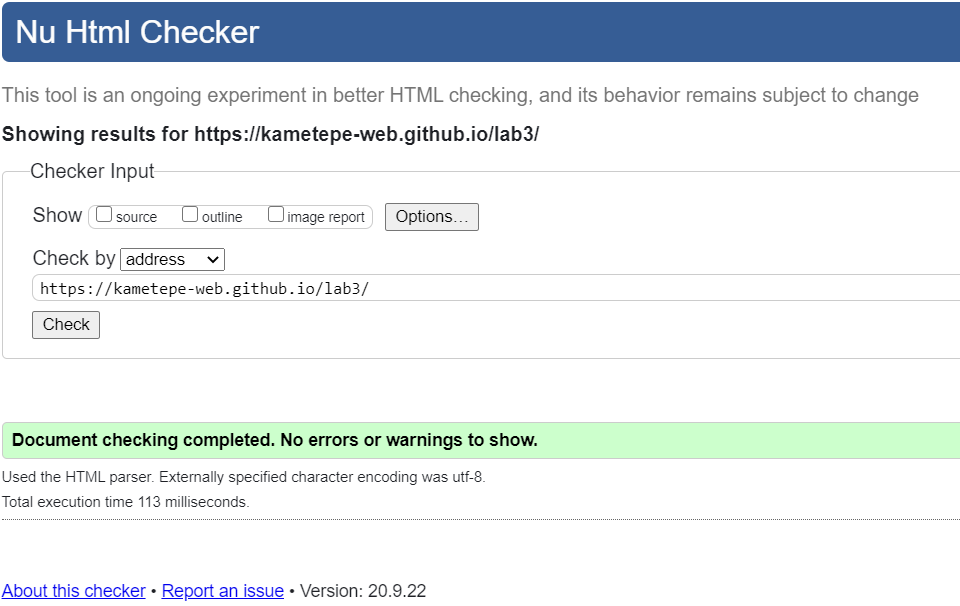 Nu Html Checker
This tool is an ongoing experiment in better HTML checking, and its behavior remains subject to change
Showing results for https://kametepe-web.github.io/lab3/
Checker Input
Show source outline image report Options...
Check by address
https://kametepe-web.github.io/lab3/
Check
Document checking completed. No errors or warnings to show.
Used the HTML parser. Externally specified character encoding was utf-8.
Total execution time 113 milliseconds.
About this checker • Report an issue • Version: 20.9.22